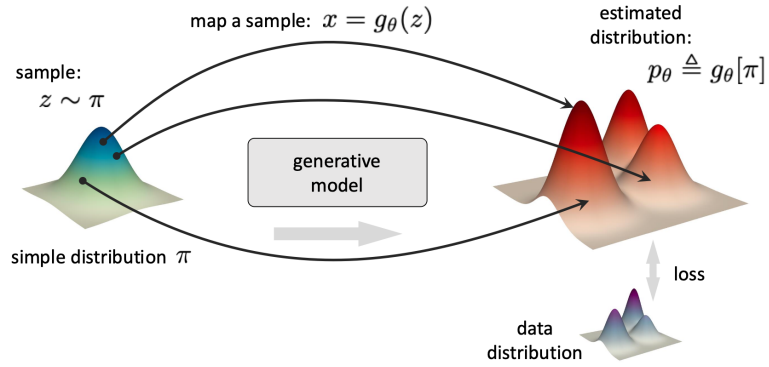 map a sample: x = g_θ(z)
estimated
distribution:
p_θ ≜ g_θ[π]
sample:
z ∼ π
generative
model
simple distribution π
loss
data
distribution